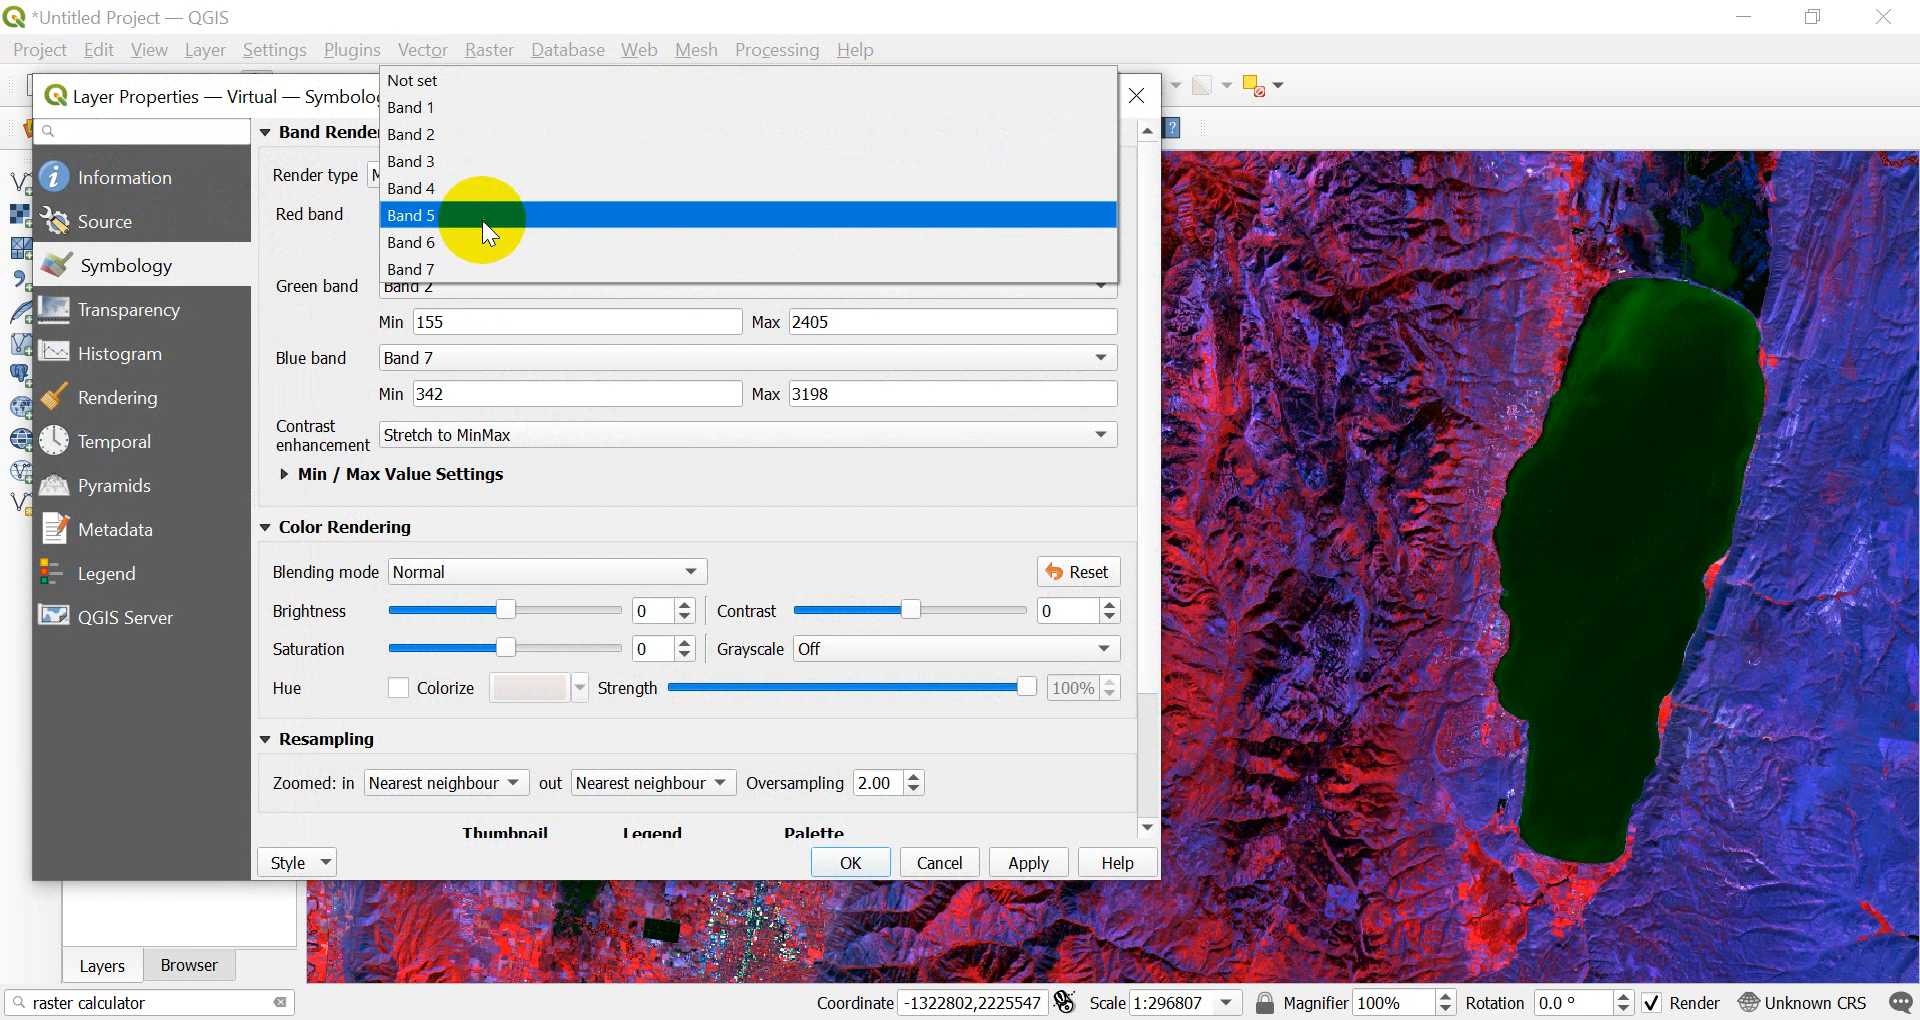 *Untitled Project — QGIS
Project Edit View Layer Settings Plugins Vector Raster Database Web Mesh Processing Help
Layer Properties — Virtual —
Information
Source
Symbology
Transparency
Histogram
Rendering
Temporal
Pyramids
Metadata
Legend
QGIS Server
Band
Render type
Red band
Not set
Band 1
Band 2
Band 3
Band 4
Band 5
Band 6
Band 7
Green band Band 2
Min 155 Max 2405
Blue band Band 7
Min 342 Max 3198
Contrast
enhancement Stretch to MinMax
Min / Max Value Settings
Color Rendering
Blending mode Normal Reset
Brightness 0 Contrast 0
Saturation 0 Grayscale Off
Hue Colorize Strength 100%
Resampling
Zoomed: in Nearest neighbour out Nearest neighbour Oversampling 2.00
Thumbnail Legend Palette
Style OK Cancel Apply Help
Layers Browser
raster calculator Coordinate -1322802,2225547 Scale 1:296807 Magnifier 100% Rotation 0.0 ° Render Unknown CRS